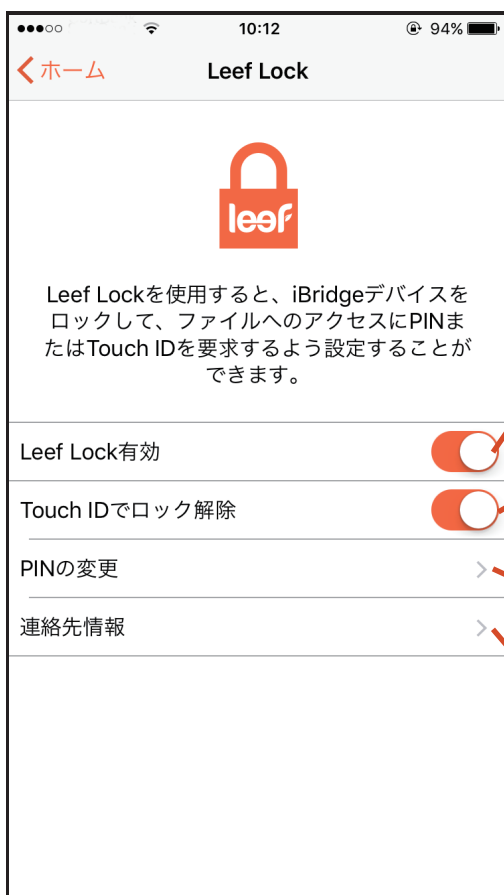 10:12
94%
ホーム
Leef Lock
leef
Leef Lockを使用すると、iBridgeデバイスを
ロックして、ファイルへのアクセスにPINま
たはTouch IDを要求するよう設定することが
できます。
Leef Lock有効
Touch IDでロック解除
PINの変更
連絡先情報